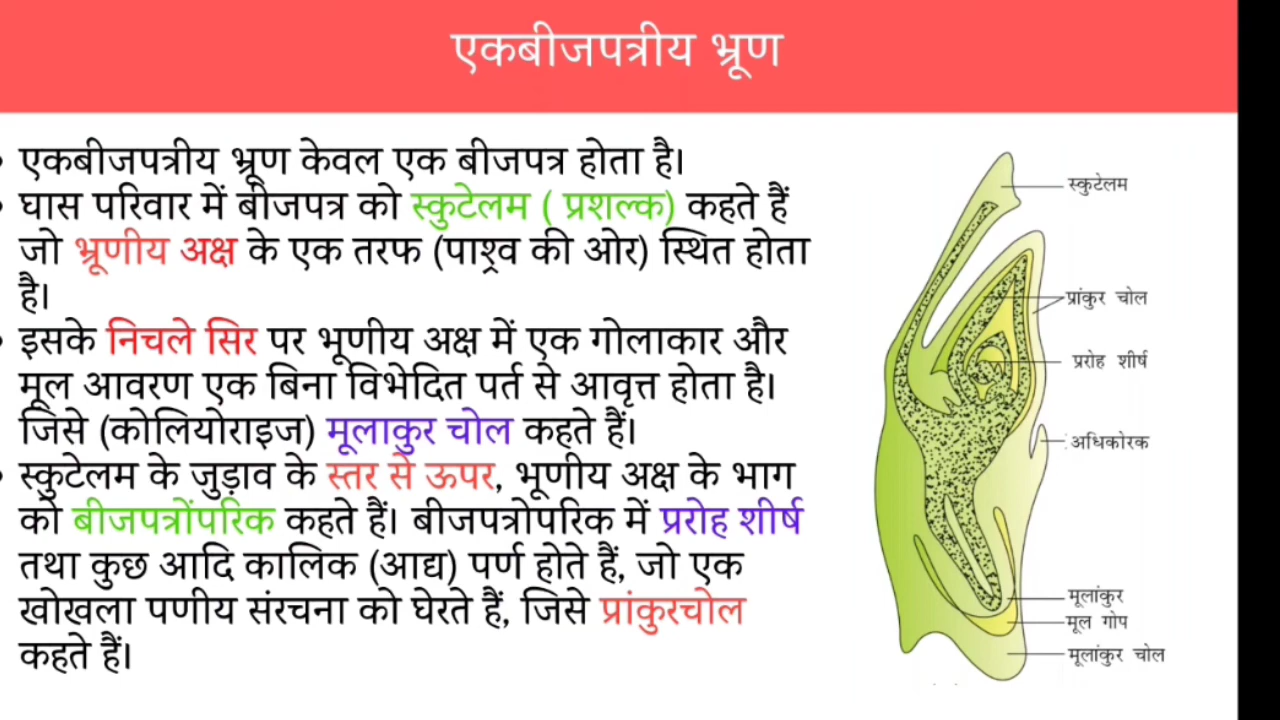 एकबीजपत्रीय भ्रूण
• एकबीजपत्रीय भ्रूण केवल एक बीजपत्र होता है।
• घास परिवार में बीजपत्र को स्कुटेलम ( प्रशल्क) कहते हैं
जो भ्रूणीय अक्ष के एक तरफ (पाश्र्व की ओर) स्थित होता
है।
• इसके निचले सिर पर भूणीय अक्ष में एक गोलाकार और
मूल आवरण एक बिना विभेदित पर्त से आवृत्त होता है।
जिसे (कोलियोराइज) मूलाकुर चोल कहते हैं।
• स्कुटेलम के जुड़ाव के स्तर से ऊपर, भूणीय अक्ष के भाग
को बीजपत्रोंपरिक कहते हैं। बीजपत्रोपरिक में प्ररोह शीर्ष
तथा कुछ आदि कालिक (आद्य) पर्ण होते हैं, जो एक
खोखला पणीय संरचना को घेरते हैं, जिसे प्रांकुरचोल
कहते हैं।
स्कुटेलम
प्रांकुर चोल
प्ररोह शीर्ष
अधिकोरक
मूलांकुर
मूल गोप
मूलांकुर चोल